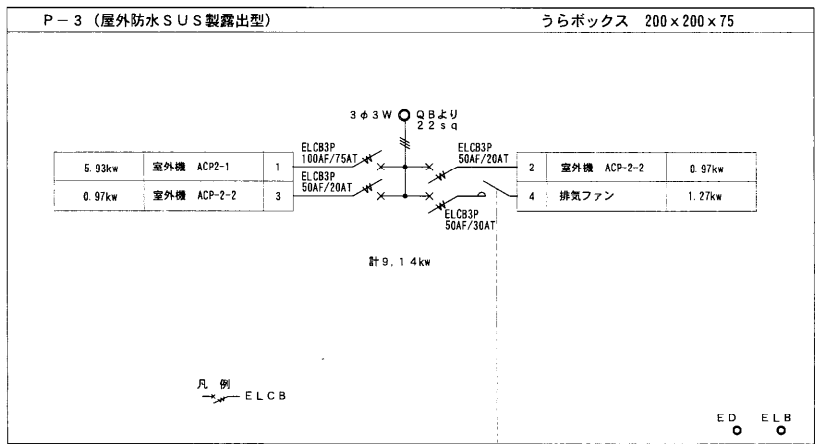 P－3（屋外防水SUS製露出型）
うらボックス 200x200x75
3φ3W QBより
22sq
ELCB3P
100AF/75AT
ELCB3P
50AF/20AT
5.93kw 室外機 ACP2-1 1
2 室外機 ACP-2-2 0.97kw
ELCB3P
50AF/20AT
0.97kw 室外機 ACP-2-2 3
4 排気ファン 1.27kw
ELCB3P
50AF/30AT
計9,14kw
凡 例
ELCB
ED ELB